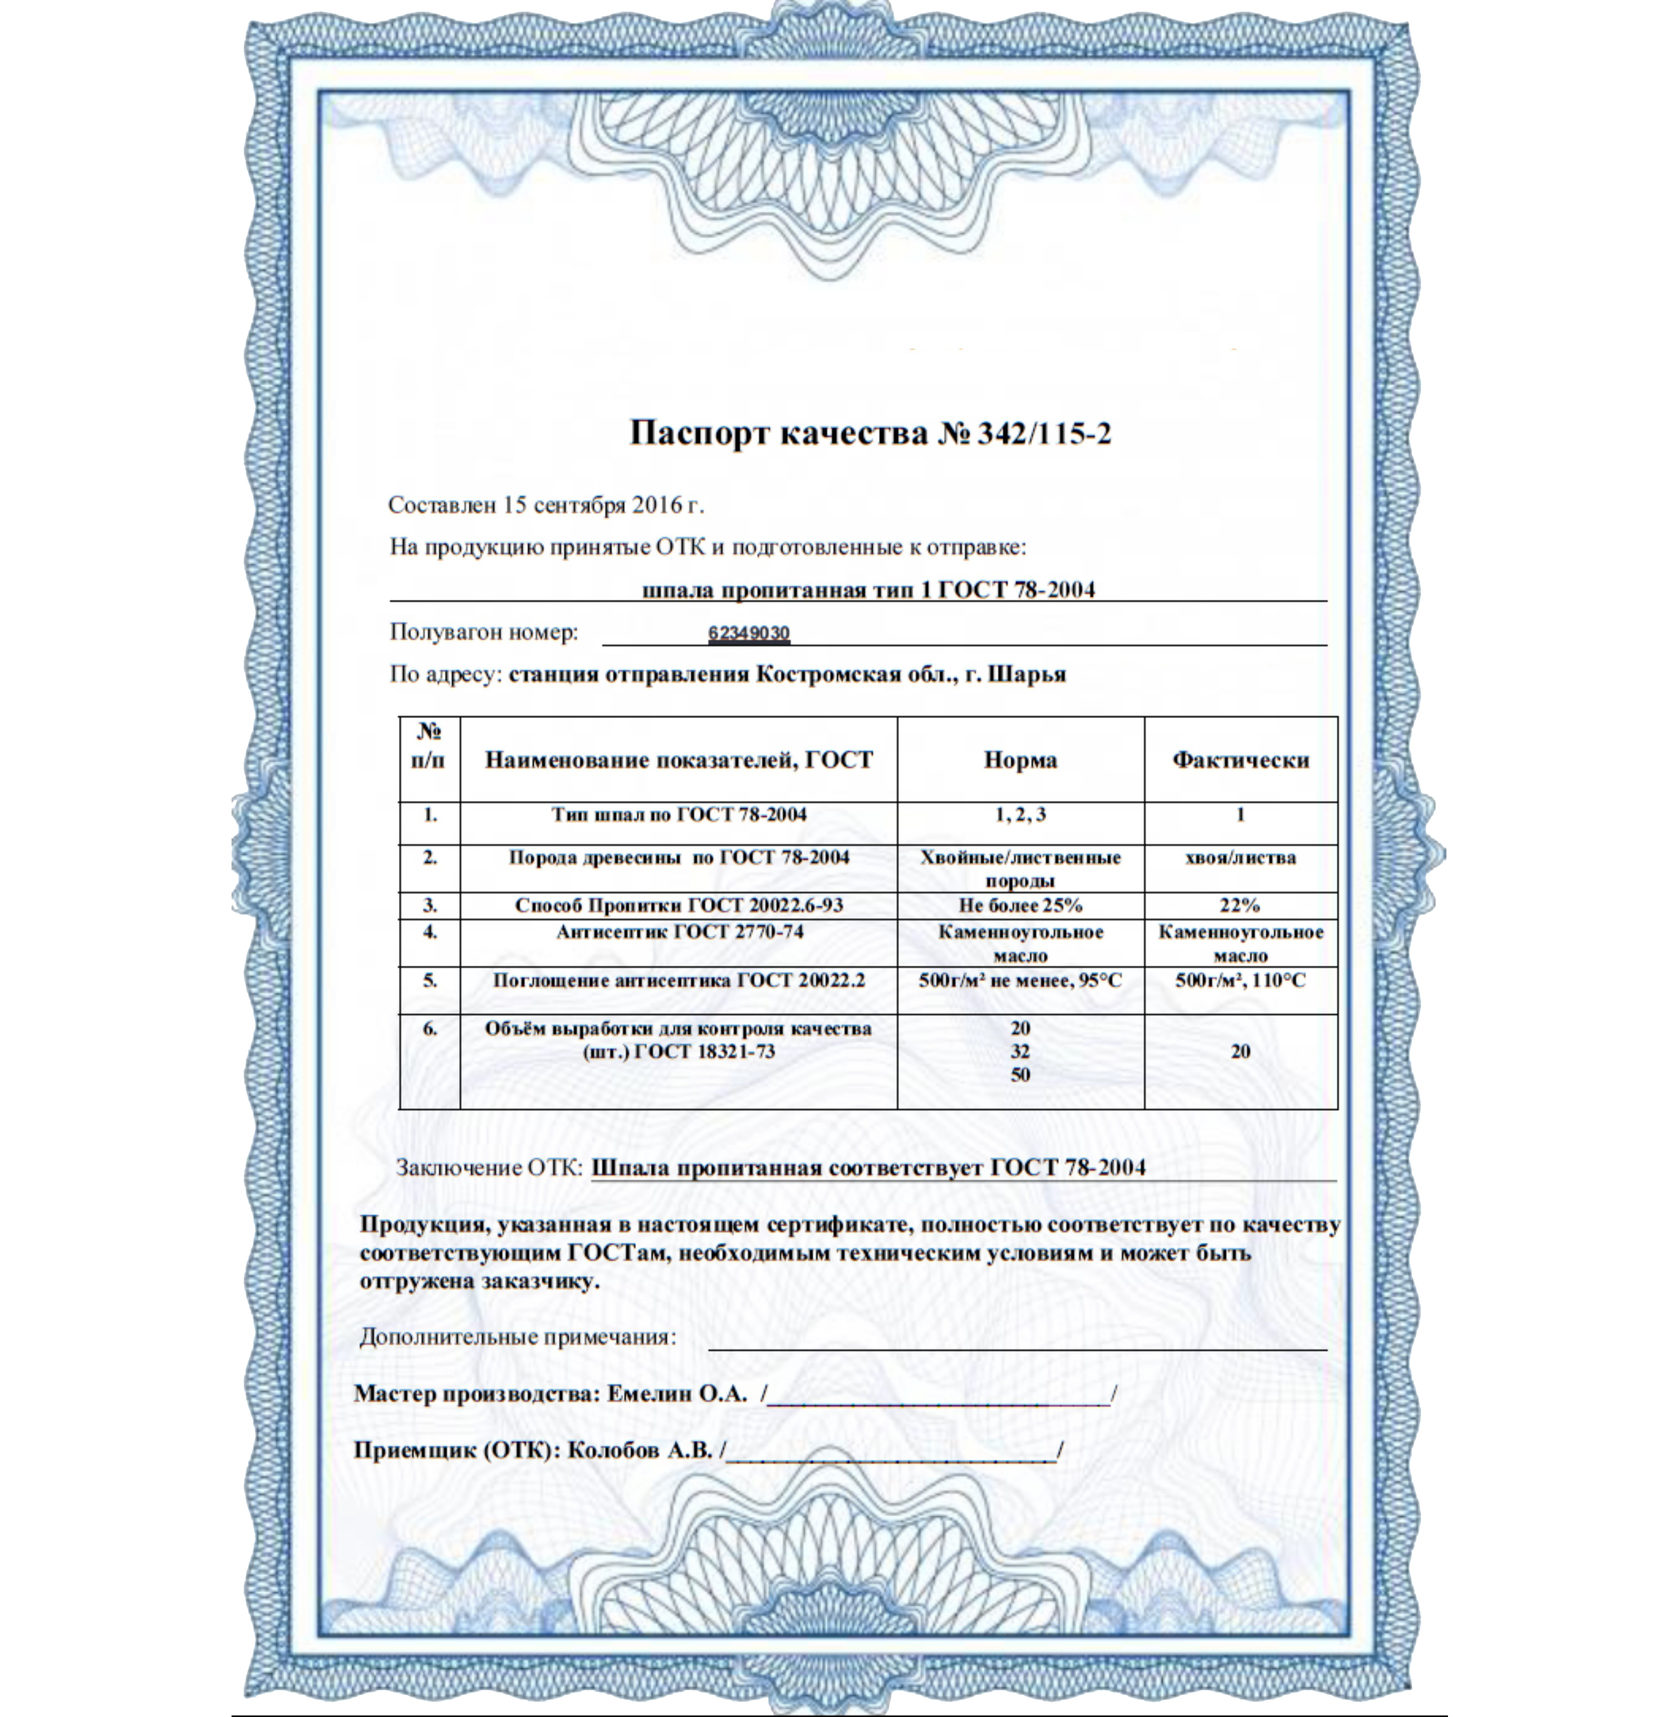 Паспорт качества № 342/115-2
Составлен 15 сентября 2016 г.
На продукцию принятые ОТК и подготовленные к отправке:
шпала пропитанная тип 1 ГОСТ 78-2004
Полувагон номер: 62349030
По адресу: станция отправления Костромская обл., г. Шарья
№ п/п Наименование показателей, ГОСТ Норма Фактически
1. Тип шпал по ГОСТ 78-2004 1, 2, 3 1
2. Порода древесины по ГОСТ 78-2004 Хвойные/лиственные породы хвоя/листва
3. Способ Пропитки ГОСТ 20022.6-93 Не более 25% 22%
4. Антисептик ГОСТ 2770-74 Каменноугольное масло Каменноугольное масло
5. Поглощение антисептика ГОСТ 20022.2 500г/м² не менее, 95°С 500г/м², 110°С
6. Объём выработки для контроля качества (шт.) ГОСТ 18321-73 20 32 50 20
Заключение ОТК: Шпала пропитанная соответствует ГОСТ 78-2004
Продукция, указанная в настоящем сертификате, полностью соответствует по качеству
соответствующим ГОСТам, необходимым техническим условиям и может быть
отгружена заказчику.
Дополнительные примечания:
Мастер производства: Емелин О.А. /___________________________/
Приемщик (ОТК): Колобов А.В. /__________________________/